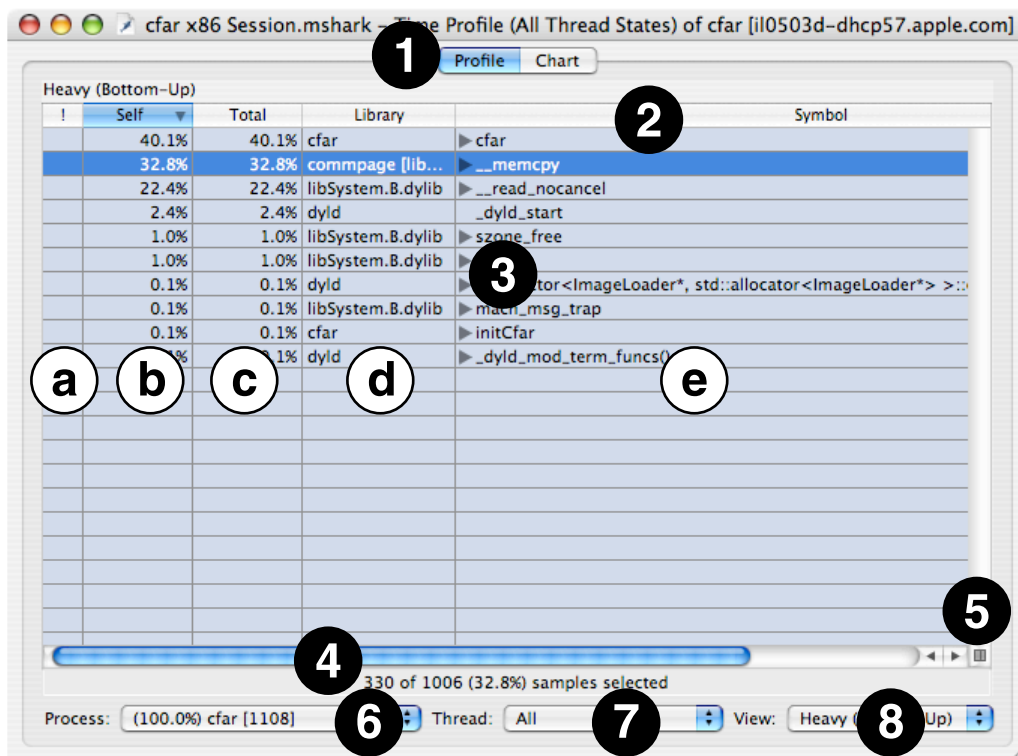 cfar x86 Session.mshark – Time Profile (All Thread States) of cfar [il0503d-dhcp57.apple.com]
1
Profile Chart
Heavy (Bottom-Up)
! Self Total Library Symbol
2
40.1% 40.1% cfar cfar
32.8% 32.8% commpage [lib... __memcpy
22.4% 22.4% libSystem.B.dylib __read_nocancel
2.4% 2.4% dyld _dyld_start
1.0% 1.0% libSystem.B.dylib szone_free
1.0% 1.0% libSystem.B.dylib
3
0.1% 0.1% dyld tor<ImageLoader*, std::allocator<ImageLoader*> >::
0.1% 0.1% libSystem.B.dylib mach_msg_trap
0.1% 0.1% cfar initCfar
1% 0.1% dyld _dyld_mod_term_funcs()
a b c d e
5
4
330 of 1006 (32.8%) samples selected
Process: (100.0%) cfar [1108] 6 Thread: All 7 View: Heavy ( 8 Up)